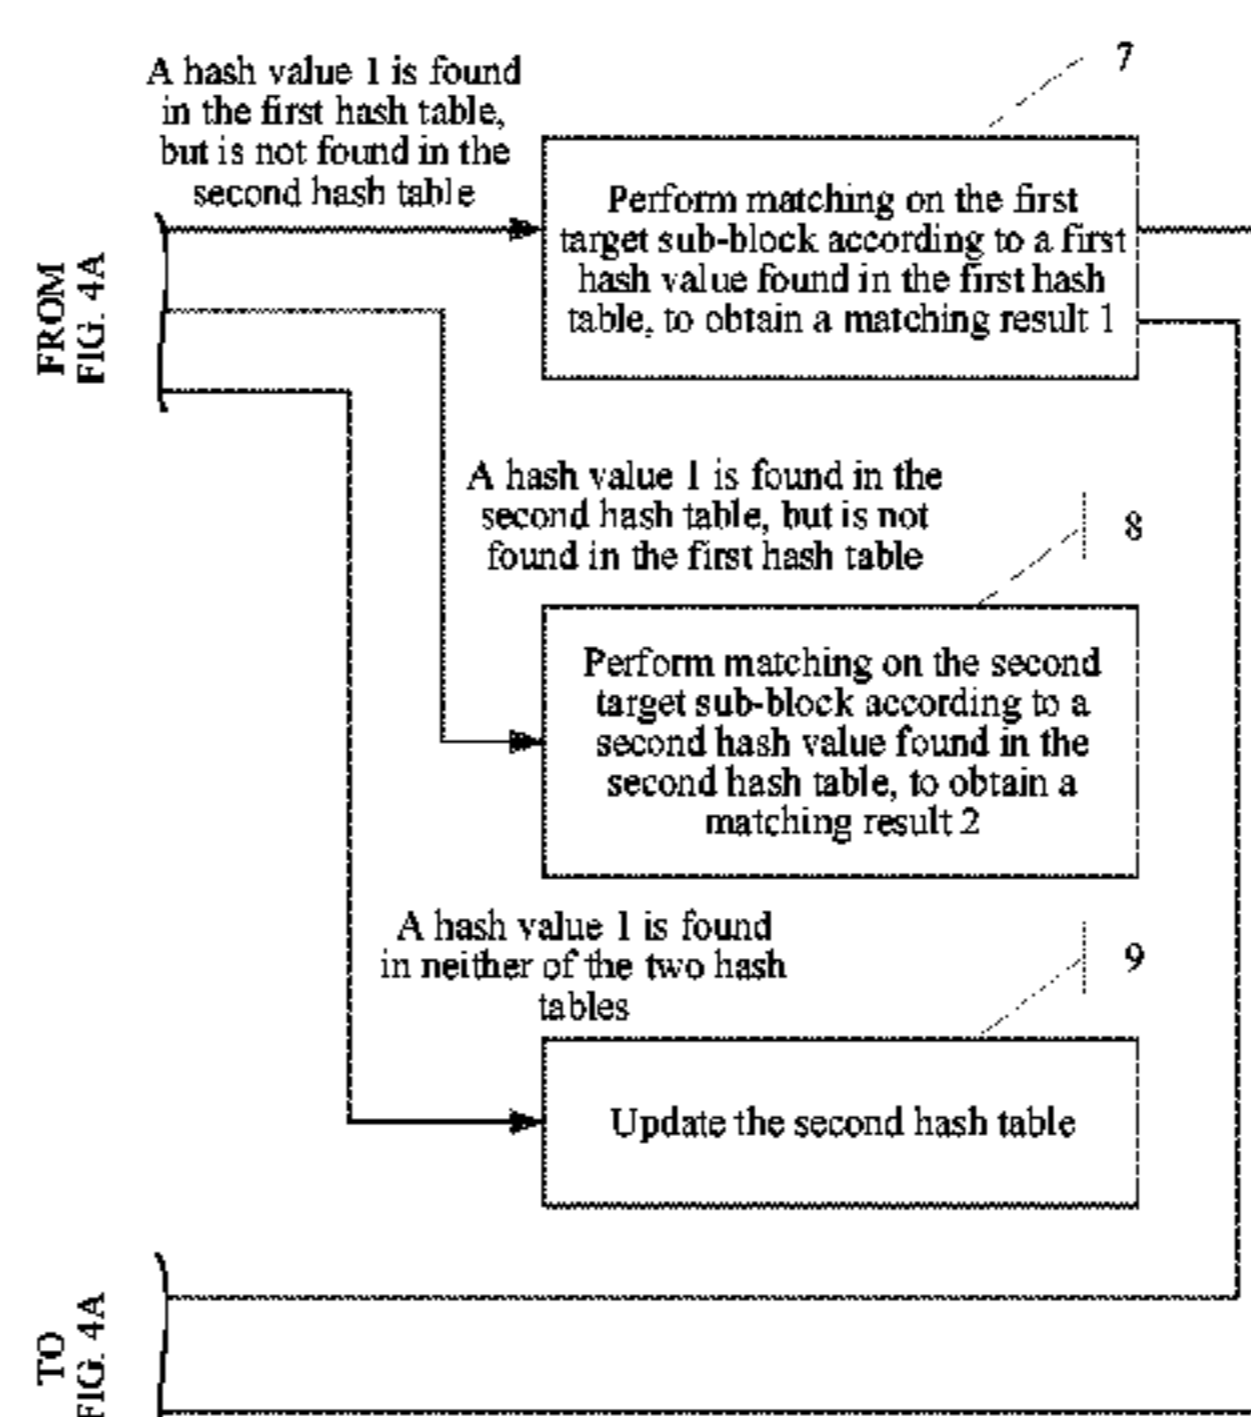 A hash value 1 is found
in the first hash table,
but is not found in the
second hash table
7
Perform matching on the first
target sub-block according to a first
hash value found in the first hash
table, to obtain a matching result 1
FROM
FIG. 4A
A hash value 1 is found in the
second hash table, but is not
found in the first hash table
8
Perform matching on the second
target sub-block according to a
second hash value found in the
second hash table, to obtain a
matching result 2
A hash value 1 is found
in neither of the two hash
tables
9
Update the second hash table
TO
FIG. 4A